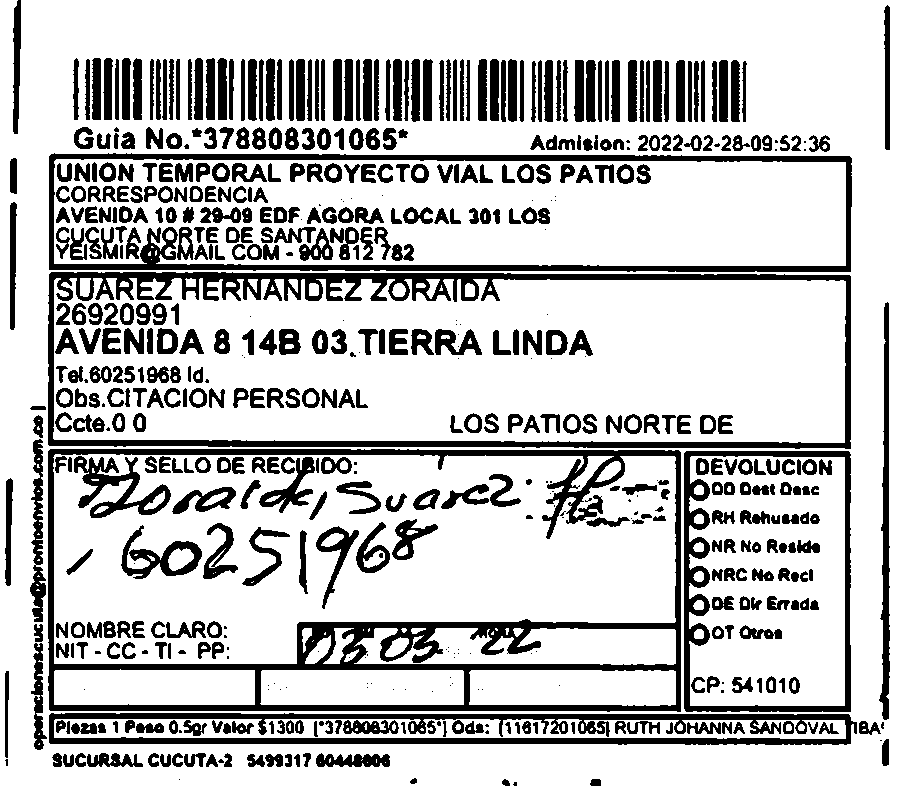 Guia No.*378808301065*
Admision: 2022-02-28-09:52:36
UNION TEMPORAL PROYECTO VIAL LOS PATIOS
CORRESPONDENCIA
AVENIDA 10 # 29-09 EDF AGORA LOCAL 301 LOS
CUCUTA NORTE DE SANTANDER
YEISMIR@GMAIL COM - 900 812 782
SUAREZ HERNANDEZ ZORAIDA
26920991
AVENIDA 8 14B 03. TIERRA LINDA
Tel.60251968 Id.
Obs.CITACION PERSONAL
Ccte.0 0 LOS PATIOS NORTE DE
FIRMA Y SELLO DE RECIBIDO:
Zoraida Suárez
60251968
NOMBRE CLARO:
NIT - CC - TI - PP:
03 03 22
DEVOLUCION
DD Dest Desc
RH Rehusado
NR No Reside
NRC No Recl
DE Dir Errada
OT Otros
CP: 541010
Piezas 1 Peso 0.5gr Valor $1300 [*378808301065*] Ods: [11617201065] RUTH JOHANNA SANDOVAL TIBA
SUCURSAL CUCUTA-2 5499317 60448606
operacionescucuta@prontoenvios.com.co